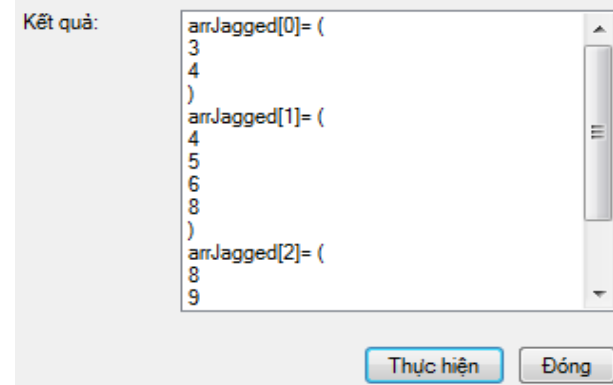 Kết quả:
arrJagged[0]= (
3
4
)
arrJagged[1]= (
4
5
6
8
)
arrJagged[2]= (
8
9
Thực hiện
Đóng